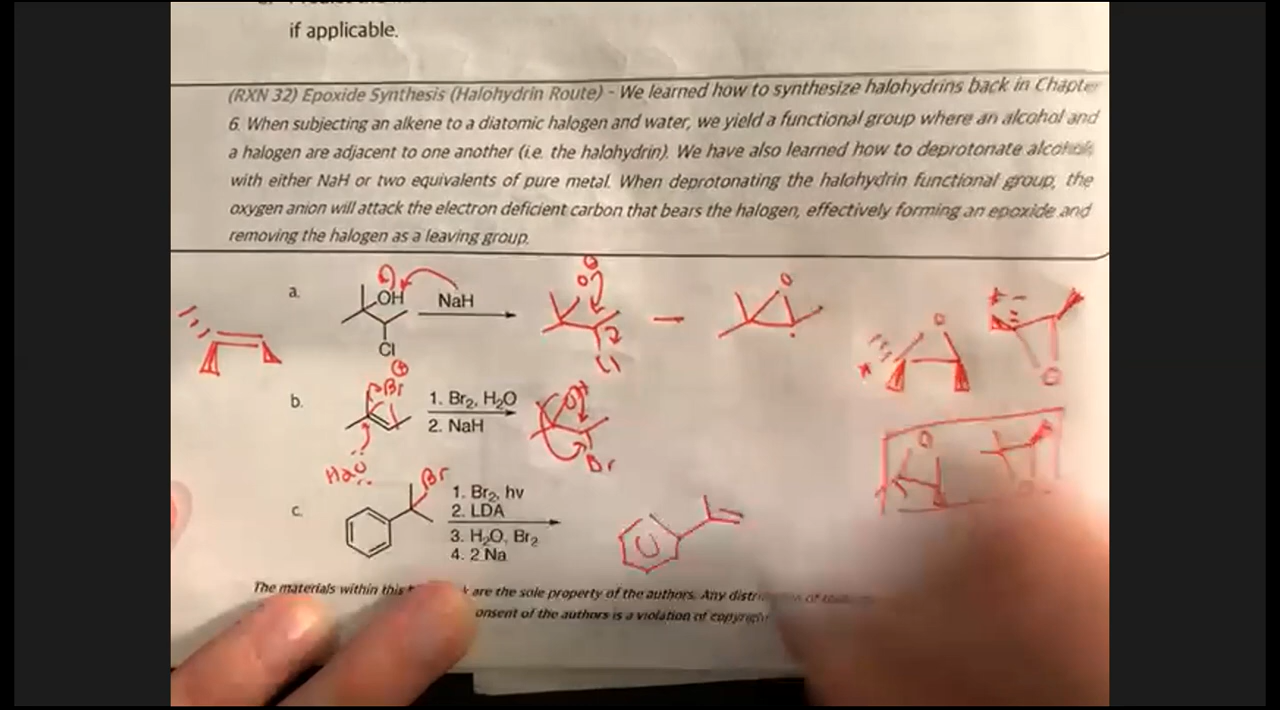 if applicable.
(RXN 32) Epoxide Synthesis (Halohydrin Route) - We learned how to synthesize halohydrins back in Chapter
6. When subjecting an alkene to a diatomic halogen and water, we yield a functional group where an alcohol and
a halogen are adjacent to one another (i.e. the halohydrin). We have also learned how to deprotonate alcohols
with either NaH or two equivalents of pure metal. When deprotonating the halohydrin functional group, the
oxygen anion will attack the electron deficient carbon that bears the halogen, effectively forming an epoxide and
removing the halogen as a leaving group.
a.
OH
NaH
Cl
O
Cl
O
O
O
b.
Br
1. Br₂, H₂O
2. NaH
H₂O
OH
Br
O
c.
Br
1. Br₂, hv
2. LDA
3. H₂O, Br₂
4. 2 Na
The materials within this are the sole property of the authors. Any
onsent of the authors is a violation of copyright